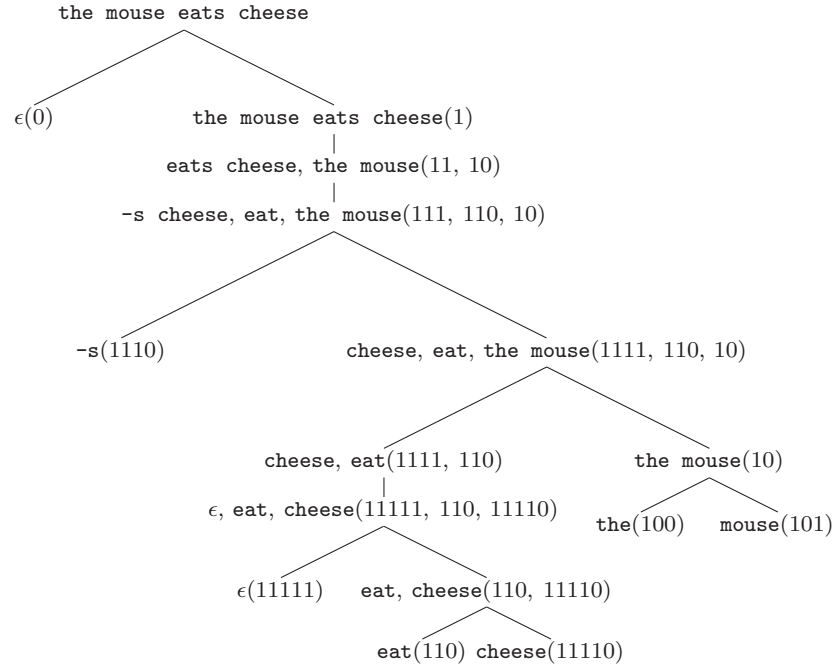 the mouse eats cheese
ϵ(0) the mouse eats cheese(1)
eats cheese, the mouse(11, 10)
-s cheese, eat, the mouse(111, 110, 10)
-s(1110) cheese, eat, the mouse(1111, 110, 10)
cheese, eat(1111, 110) the mouse(10)
ϵ, eat, cheese(11111, 110, 11110)
the(100) mouse(101)
ϵ(11111) eat, cheese(110, 11110)
eat(110) cheese(11110)